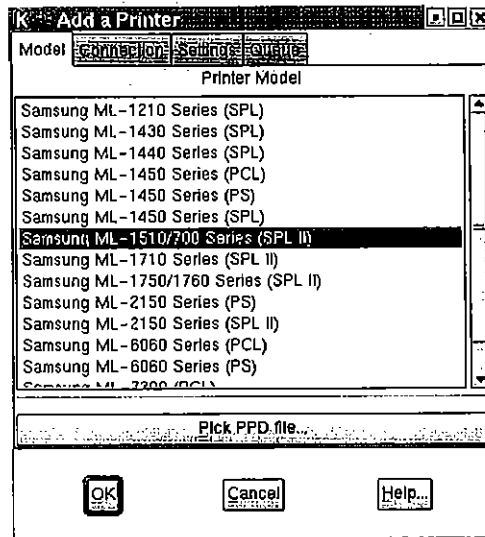 K Add a Printer
Model Connection Settings Queue
Printer Model
Samsung ML-1210 Series (SPL)
Samsung ML-1430 Series (SPL)
Samsung ML-1440 Series (SPL)
Samsung ML-1450 Series (PCL)
Samsung ML-1450 Series (PS)
Samsung ML-1450 Series (SPL)
Samsung ML-1510/700 Series (SPL II)
Samsung ML-1710 Series (SPL II)
Samsung ML-1750/1760 Series (SPL II)
Samsung ML-2150 Series (PS)
Samsung ML-2150 Series (SPL II)
Samsung ML-6060 Series (PCL)
Samsung ML-6060 Series (PS)
Samsung ML-7300 (PCL)
Pick PPD file...
OK Cancel Help...